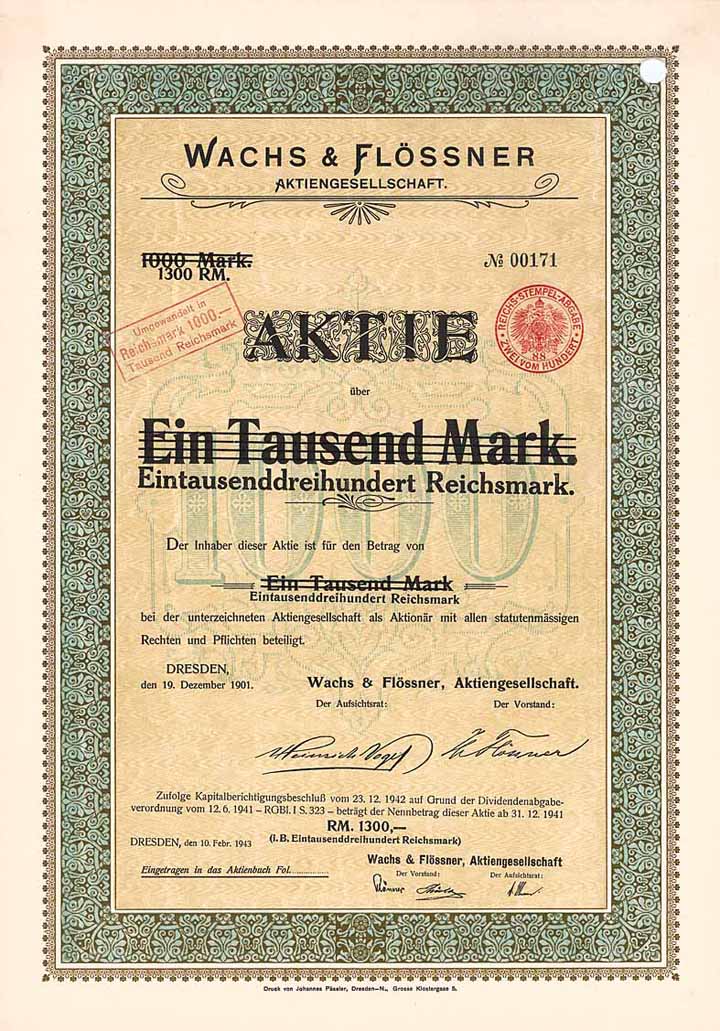 WACHS & FLÖSSNER
AKTIENGESELLSCHAFT.
1000 Mark.
1300 RM.
№ 00171
Umgewandelt in
Reichsmark 1000.—
Tausend Reichsmark
REICHS-STEMPEL-ABGABE
ZWEI VOM HUNDERT
88
AKTIE
über
Ein Tausend Mark.
Eintausenddreihundert Reichsmark.
1000
Der Inhaber dieser Aktie ist für den Betrag von
Ein Tausend Mark
Eintausenddreihundert Reichsmark
bei der unterzeichneten Aktiengesellschaft als Aktionär mit allen statutenmässigen
Rechten und Pflichten beteiligt.
DRESDEN,
den 19. Dezember 1901.
Wachs & Flössner, Aktiengesellschaft.
Der Aufsichtsrat: Der Vorstand:
Heinrich Vogel Flössner
Zufolge Kapitalberichtigungsbeschluß vom 23. 12. 1942 auf Grund der Dividendenabgabe-
verordnung vom 12. 6. 1941 – RGBl. I S. 323 – beträgt der Nennbetrag dieser Aktie ab 31. 12. 1941
RM. 1300,—
(i. B. Eintausenddreihundert Reichsmark)
DRESDEN, den 10. Febr. 1943
Wachs & Flössner, Aktiengesellschaft
Der Vorstand: Der Aufsichtsrat:
Flössner
Eingetragen in das Aktienbuch Fol.
Druck von Johannes Pässler, Dresden–N., Grosse Klostergasse 5.